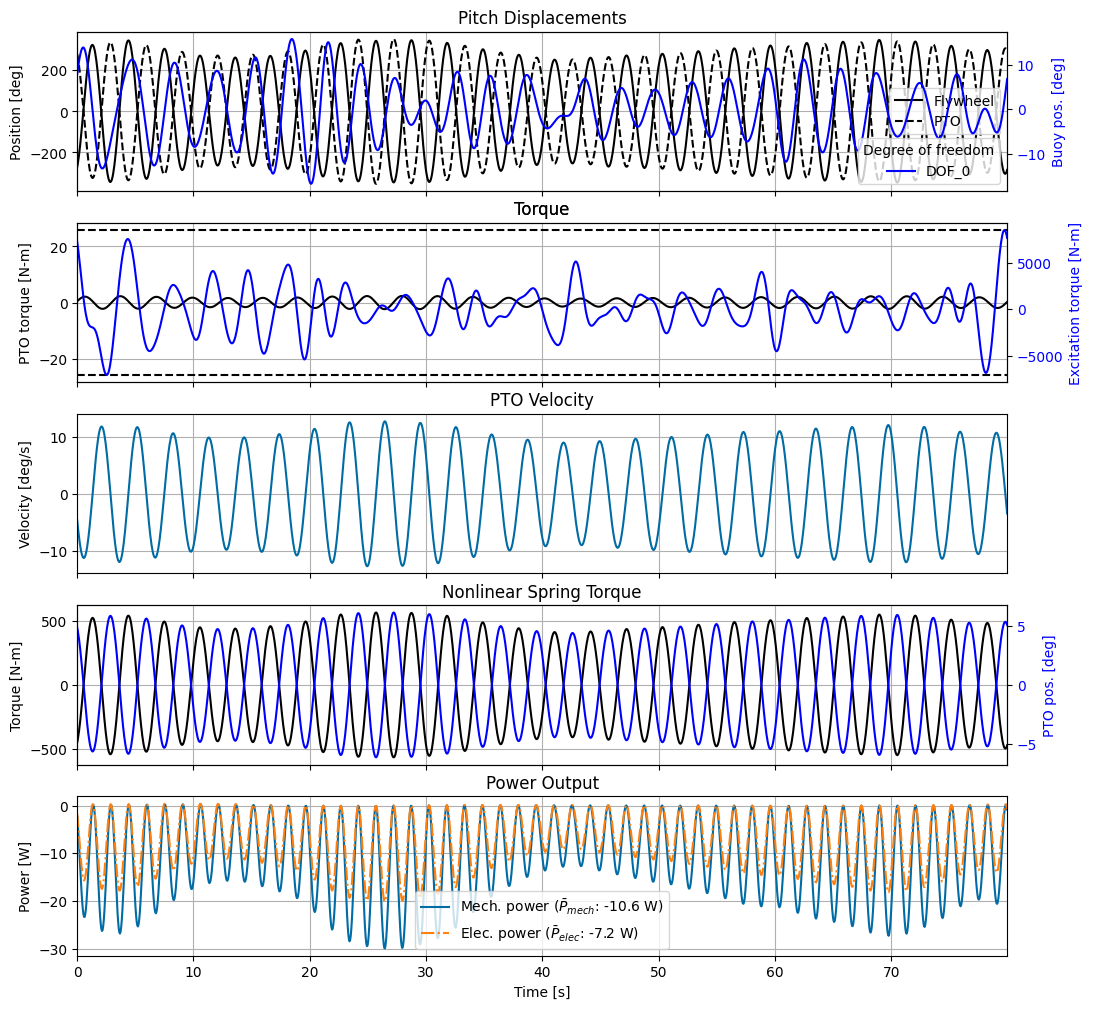 Pitch Displacements
Position [deg]
200
0
−200
10
0
−10
Buoy pos. [deg]
Flywheel
PTO
Degree of freedom
DOF_0
Torque
PTO torque [N-m]
20
0
−20
5000
0
−5000
Excitation torque [N-m]
PTO Velocity
Velocity [deg/s]
10
0
−10
Nonlinear Spring Torque
Torque [N-m]
500
0
−500
5
0
−5
PTO pos. [deg]
Power Output
Power [W]
0
−10
−20
−30
Mech. power (P̄mech: -10.6 W)
Elec. power (P̄elec: -7.2 W)
0 10 20 30 40 50 60 70
Time [s]